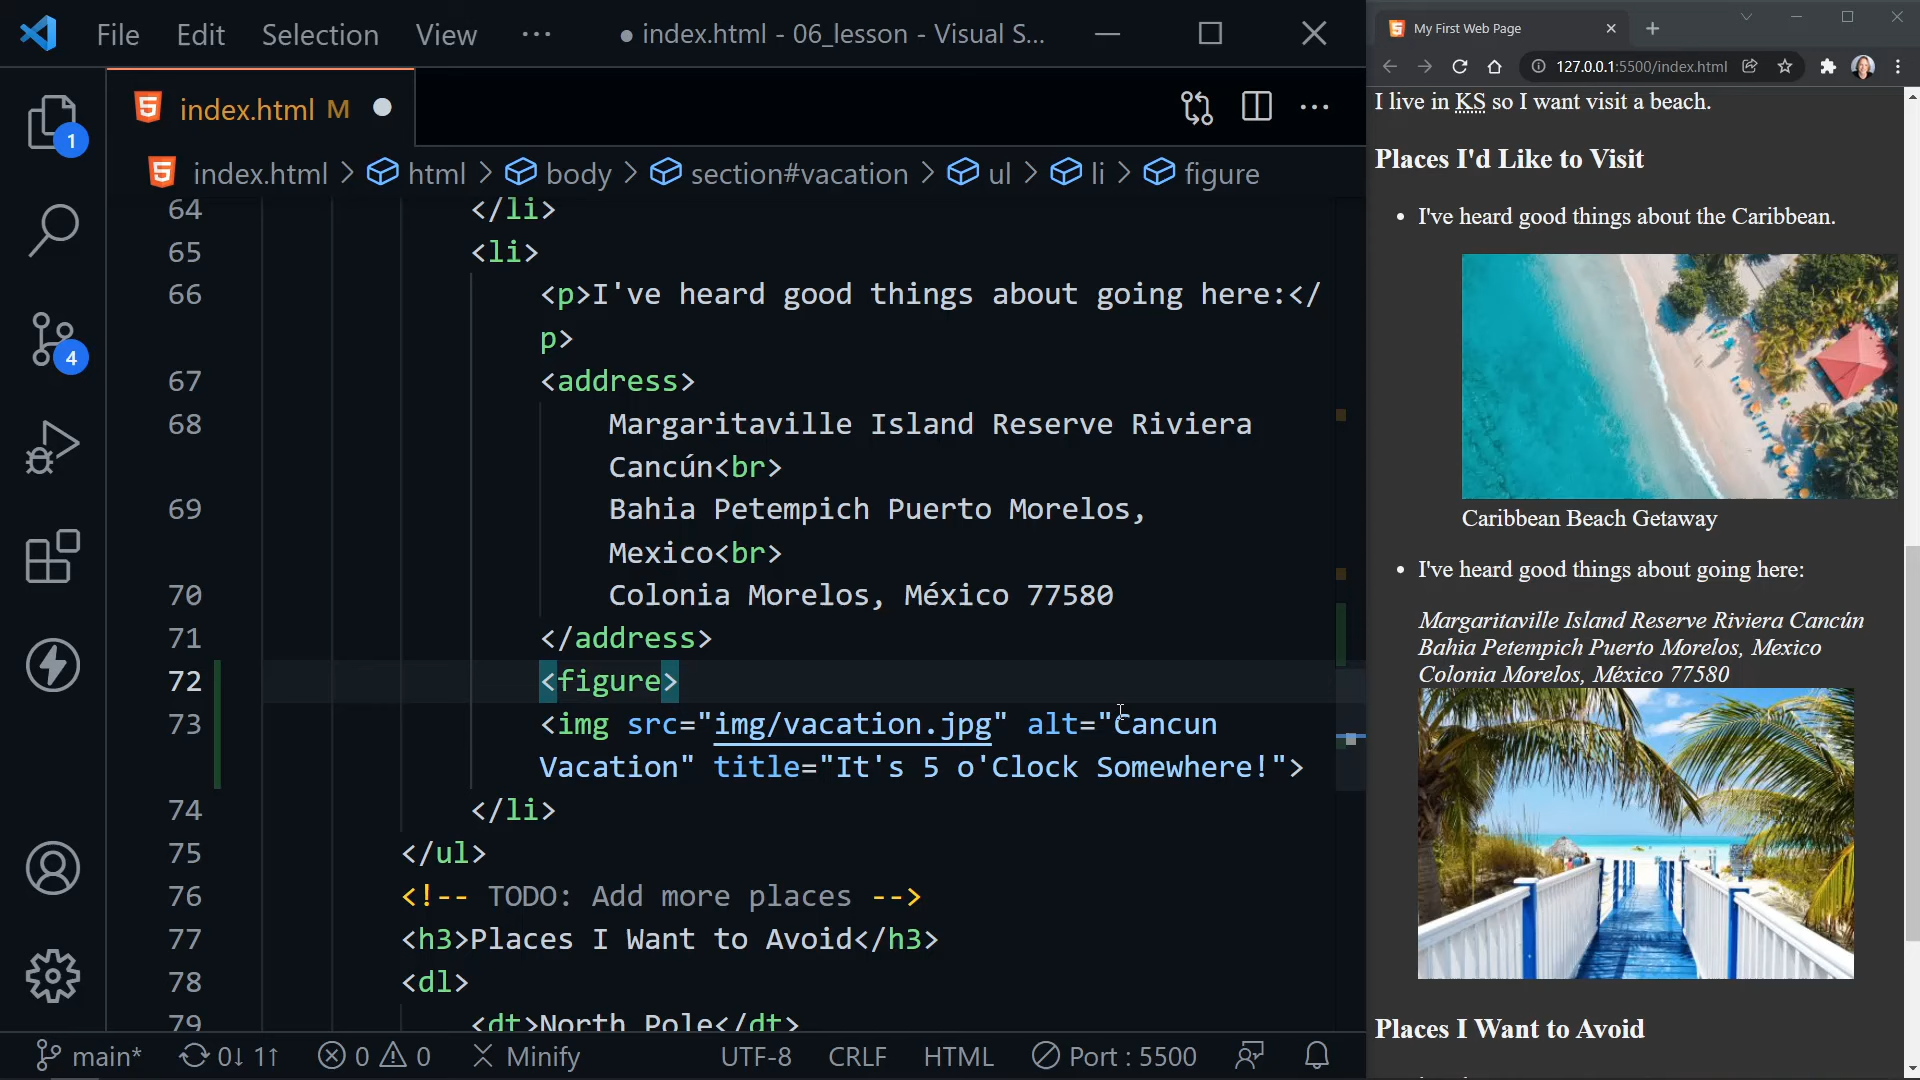 File Edit Selection View ··· ● index.html - 06_lesson - Visual S...
index.html M
index.html > html > body > section#vacation > ul > li > figure
64 </li>
65 <li>
66 <p>I've heard good things about going here:</
p>
67 <address>
68 Margaritaville Island Reserve Riviera
Cancún<br>
69 Bahia Petempich Puerto Morelos,
Mexico<br>
70 Colonia Morelos, México 77580
71 </address>
72 <figure>
73 <img src="img/vacation.jpg" alt="Cancun
Vacation" title="It's 5 o'Clock Somewhere!">
74 </li>
75 </ul>
76 <!-- TODO: Add more places -->
77 <h3>Places I Want to Avoid</h3>
78 <dl>
79 <dt>North Pole</dt>
1
4
main* 0↓ 1↑ 0 0 Minify UTF-8 CRLF HTML Port : 5500
My First Web Page
127.0.0.1:5500/index.html
I live in KS so I want visit a beach.
Places I'd Like to Visit
• I've heard good things about the Caribbean.
Caribbean Beach Getaway
• I've heard good things about going here:
Margaritaville Island Reserve Riviera Cancún
Bahia Petempich Puerto Morelos, Mexico
Colonia Morelos, México 77580
Places I Want to Avoid